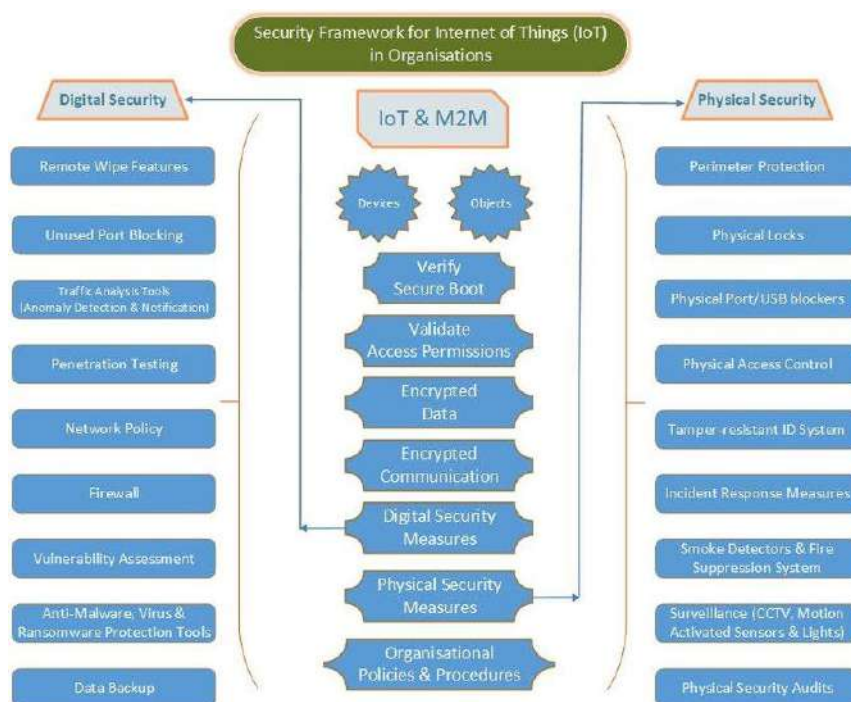 Security Framework for Internet of Things (IoT)
in Organisations
Digital Security
IoT & M2M
Physical Security
Devices
Objects
Remote Wipe Features
Unused Port Blocking
Traffic Analysis Tools
(Anomaly Detection & Notification)
Penetration Testing
Network Policy
Firewall
Vulnerability Assessment
Anti-Malware, Virus &
Ransomware Protection Tools
Data Backup
Verify
Secure Boot
Validate
Access Permissions
Encrypted
Data
Encrypted
Communication
Digital Security
Measures
Physical Security
Measures
Organisational
Policies & Procedures
Perimeter Protection
Physical Locks
Physical Port/USB blockers
Physical Access Control
Tamper-resistant ID System
Incident Response Measures
Smoke Detectors & Fire
Suppression System
Surveillance (CCTV, Motion
Activated Sensors & Lights)
Physical Security Audits